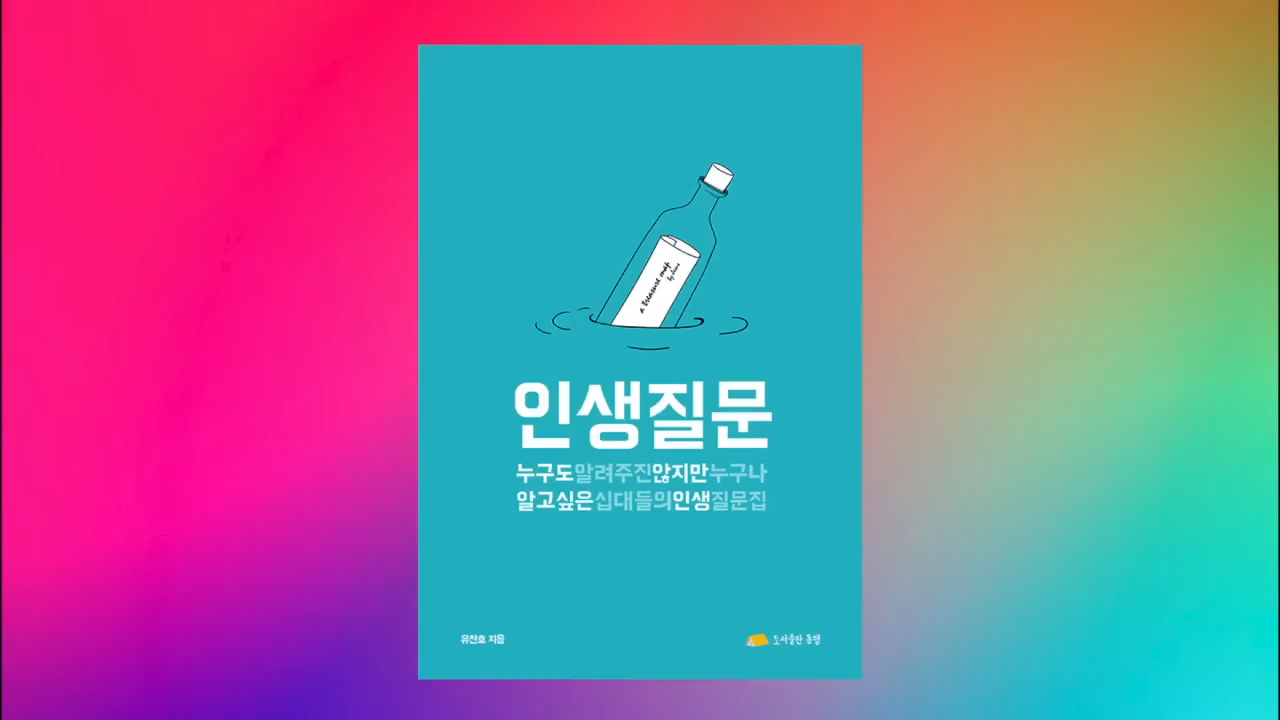 a treasure map
인생질문
누구도알려주진않지만누구나
알고싶은십대들의인생질문집
유찬호 지음
도서출판 동행